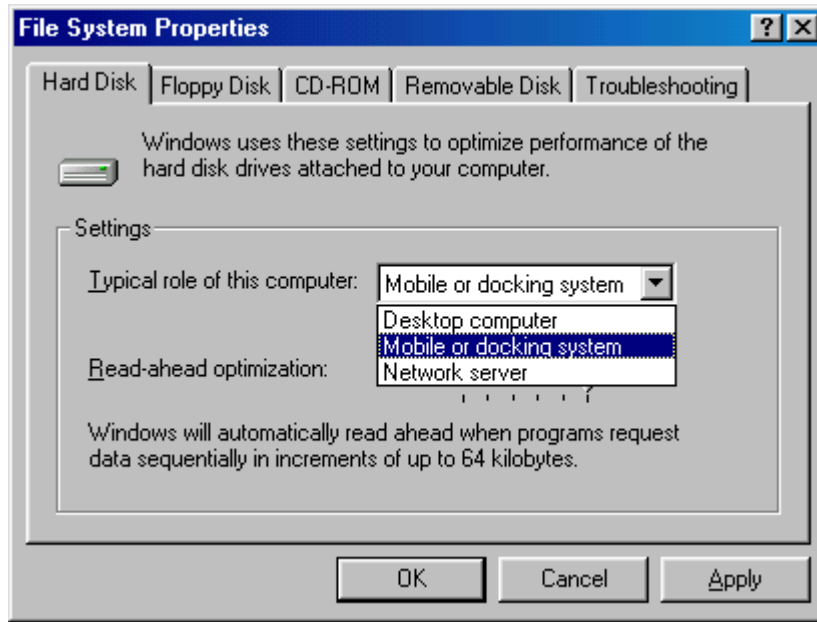 File System Properties
Hard Disk Floppy Disk CD-ROM Removable Disk Troubleshooting
Windows uses these settings to optimize performance of the
hard disk drives attached to your computer.
Settings
Typical role of this computer: Mobile or docking system
Desktop computer
Mobile or docking system
Network server
Read-ahead optimization:
Windows will automatically read ahead when programs request
data sequentially in increments of up to 64 kilobytes.
OK Cancel Apply